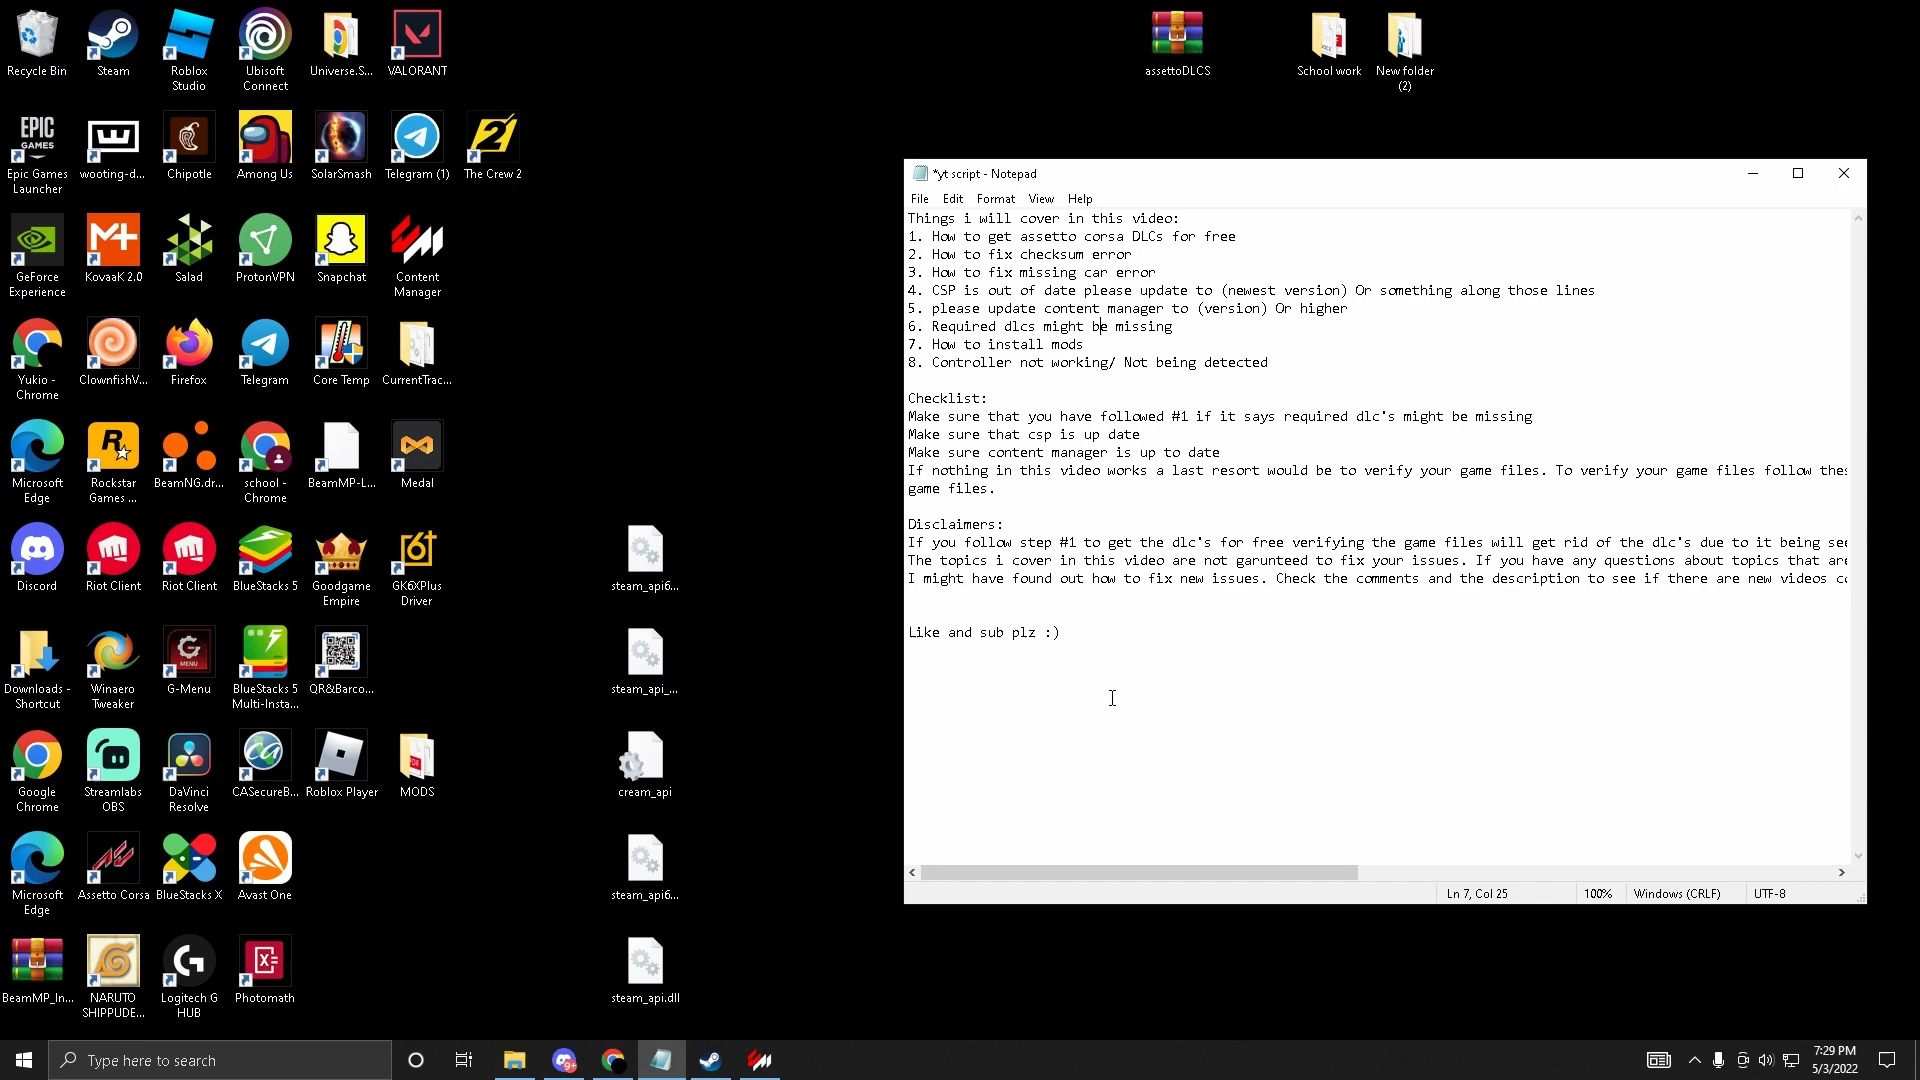 Recycle Bin
Steam
Roblox
Studio
Ubisoft
Connect
Universe.S...
VALORANT
assettoDLCS
School work
New folder
(2)
EPIC
GAMES
Epic Games
Launcher
wooting-d...
Chipotle
Among Us
SolarSmash
Telegram (1)
The Crew 2
GeForce
Experience
KovaaK 2.0
Salad
ProtonVPN
Snapchat
Content
Manager
Yukio -
Chrome
ClownfishV...
Firefox
Telegram
Core Temp
CurrentTrac...
Microsoft
Edge
Rockstar
Games ...
BeamNG.dr...
school -
Chrome
BeamMP-L...
Medal
Discord
Riot Client
Riot Client
BlueStacks 5
Goodgame
Empire
GK6XPlus
Driver
steam_api6...
Downloads -
Shortcut
Winaero
Tweaker
MENU
G-Menu
BlueStacks 5
Multi-Insta...
QR&Barco...
steam_api_...
Google
Chrome
Streamlabs
OBS
DaVinci
Resolve
CASecureB...
Roblox Player
PDF
MODS
cream_api
Microsoft
Edge
Assetto Corsa
BlueStacks X
Avast One
steam_api6...
BeamMP_In...
NARUTO
SHIPPUDE...
Logitech G
HUB
Photomath
steam_api.dll
*yt script - Notepad
File Edit Format View Help
Things i will cover in this video:
1. How to get assetto corsa DLCs for free
2. How to fix checksum error
3. How to fix missing car error
4. CSP is out of date please update to (newest version) Or something along those lines
5. please update content manager to (version) Or higher
6. Required dlcs might be missing
7. How to install mods
8. Controller not working/ Not being detected
Checklist:
Make sure that you have followed #1 if it says required dlc's might be missing
Make sure that csp is up date
Make sure content manager is up to date
If nothing in this video works a last resort would be to verify your game files. To verify your game files follow thes
game files.
Disclaimers:
If you follow step #1 to get the dlc's for free verifying the game files will get rid of the dlc's due to it being see
The topics i cover in this video are not garunteed to fix your issues. If you have any questions about topics that are
I might have found out how to fix new issues. Check the comments and the description to see if there are new videos co
Like and sub plz :)
Ln 7, Col 25
100%
Windows (CRLF)
UTF-8
Type here to search
9+
7:29 PM
5/3/2022